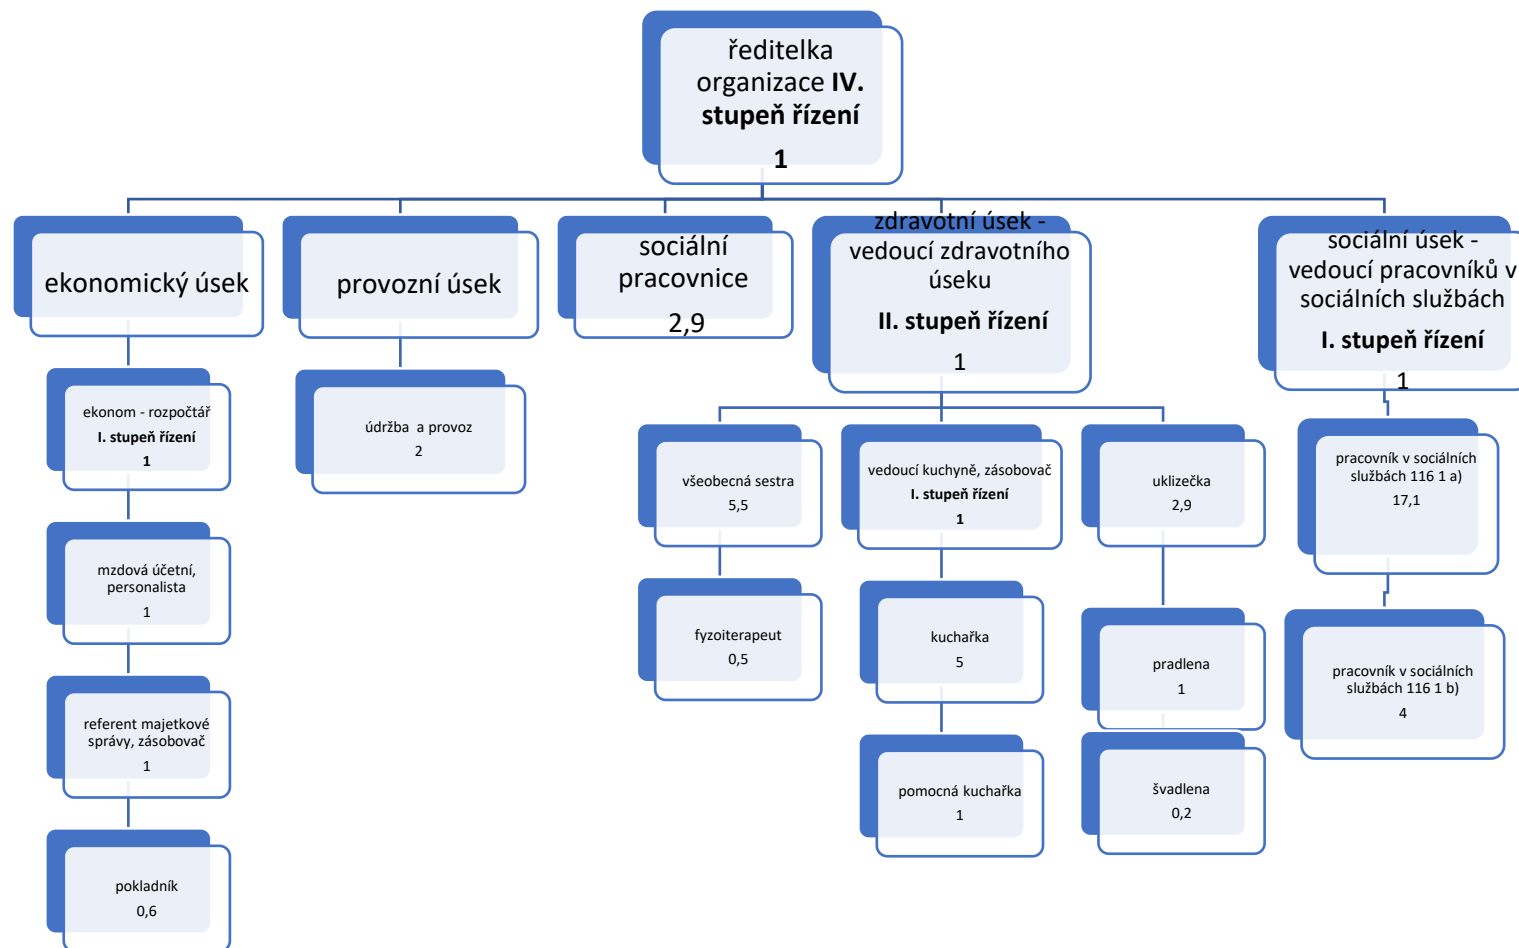 ředitelka
organizace IV.
stupeň řízení
1
ekonomický úsek
provozní úsek
sociální
pracovnice
2,9
zdravotní úsek -
vedoucí zdravotního
úseku
II. stupeň řízení
1
sociální úsek -
vedoucí pracovníků v
sociálních službách
I. stupeň řízení
1
ekonom - rozpočtář
I. stupeň řízení
1
mzdová účetní,
personalista
1
referent majetkové
správy, zásobovač
1
pokladník
0,6
údržba a provoz
2
všeobecná sestra
5,5
fyzoiterapeut
0,5
vedoucí kuchyně, zásobovač
I. stupeň řízení
1
kuchařka
5
pomocná kuchařka
1
uklizečka
2,9
pradlena
1
švadlena
0,2
pracovník v sociálních
službách 116 1 a)
17,1
pracovník v sociálních
službách 116 1 b)
4